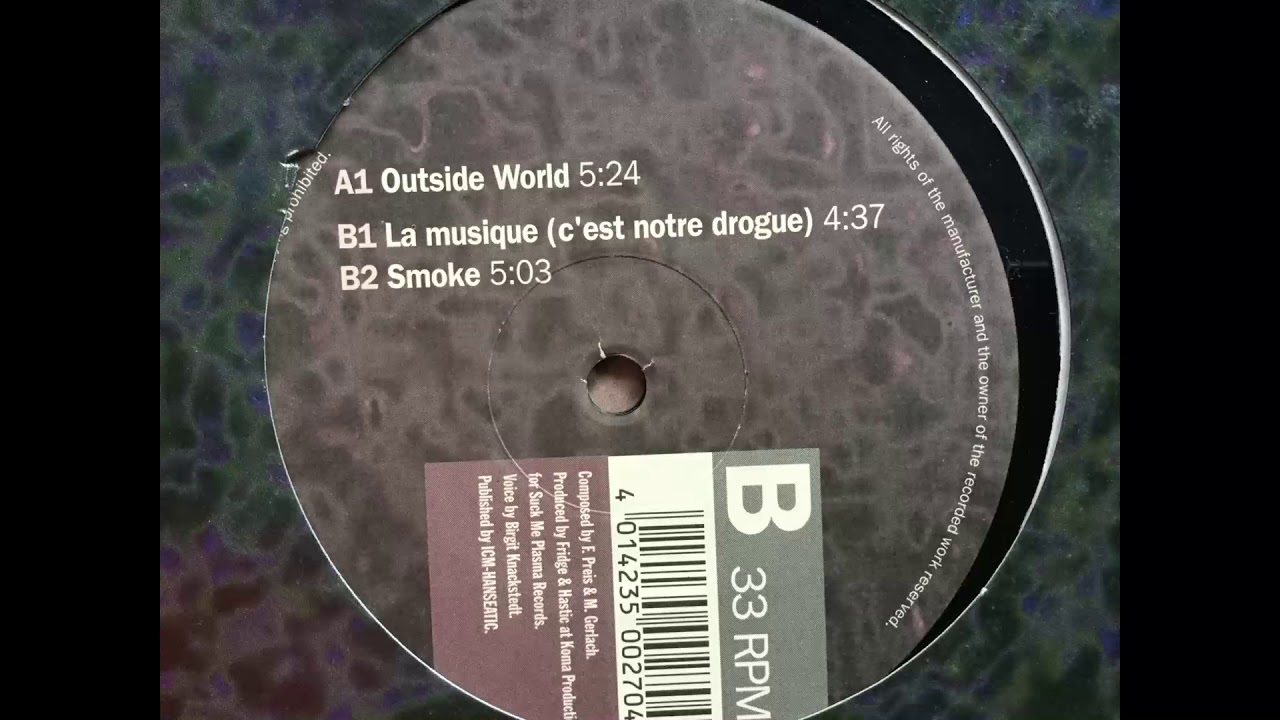 A1 Outside World 5:24
B1 La musique (c'est notre drogue) 4:37
B2 Smoke 5:03
prohibited.
All rights of the manufacturer and the owner of the recorded work reserved.
B 33 RPM
4 014235 002704
Composed by F. Preis & M. Gerlach.
Produced by Fridge & Hastic at Koma
for Suck Me Plasma Records.
Voice by Birgit Knackstedt.
Published by ICM-HANSEATIC.